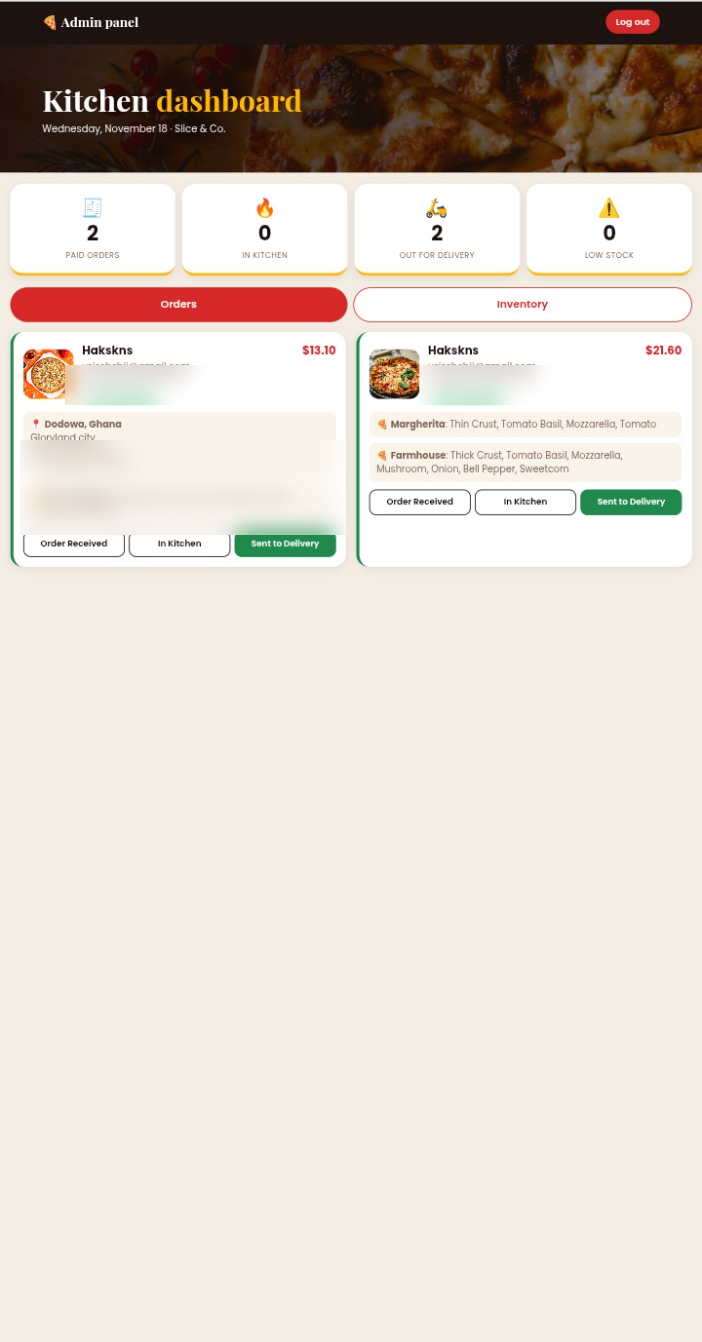 🍕 Admin panel
Log out
Kitchen dashboard
Wednesday, November 18 · Slice & Co.
🧾
2
PAID ORDERS
🔥
0
IN KITCHEN
🛵
2
OUT FOR DELIVERY
⚠️
0
LOW STOCK
Orders
Inventory
Hakskns
$13.10
📍 Dodowa, Ghana
Gloryland city
Order Received
In Kitchen
Sent to Delivery
Hakskns
$21.60
🍕 Margherita: Thin Crust, Tomato Basil, Mozzarella, Tomato
🍕 Farmhouse: Thick Crust, Tomato Basil, Mozzarella,
Mushroom, Onion, Bell Pepper, Sweetcorn
Order Received
In Kitchen
Sent to Delivery